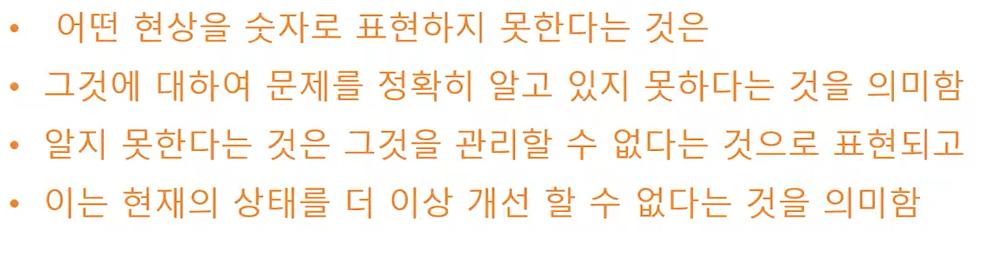 • 어떤 현상을 숫자로 표현하지 못한다는 것은
• 그것에 대하여 문제를 정확히 알고 있지 못하다는 것을 의미함
• 알지 못한다는 것은 그것을 관리할 수 없다는 것으로 표현되고
• 이는 현재의 상태를 더 이상 개선 할 수 없다는 것을 의미함